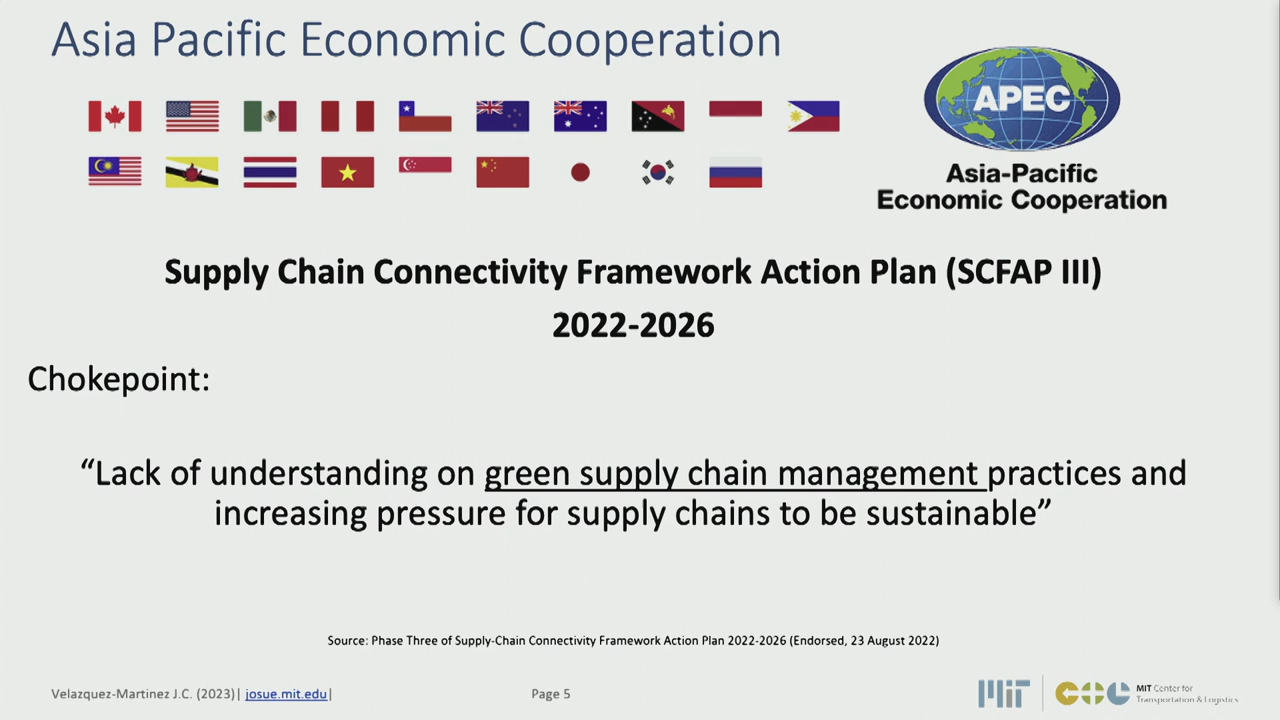 Asia Pacific Economic Cooperation
APEC
Asia-Pacific
Economic Cooperation
Supply Chain Connectivity Framework Action Plan (SCFAP III)
2022-2026
Chokepoint:
“Lack of understanding on green supply chain management practices and
increasing pressure for supply chains to be sustainable”
Source: Phase Three of Supply-Chain Connectivity Framework Action Plan 2022-2026 (Endorsed, 23 August 2022)
Velazquez-Martinez J.C. (2023)| josue.mit.edu|
Page 5
MIT
CTL
MIT Center for
Transportation & Logistics